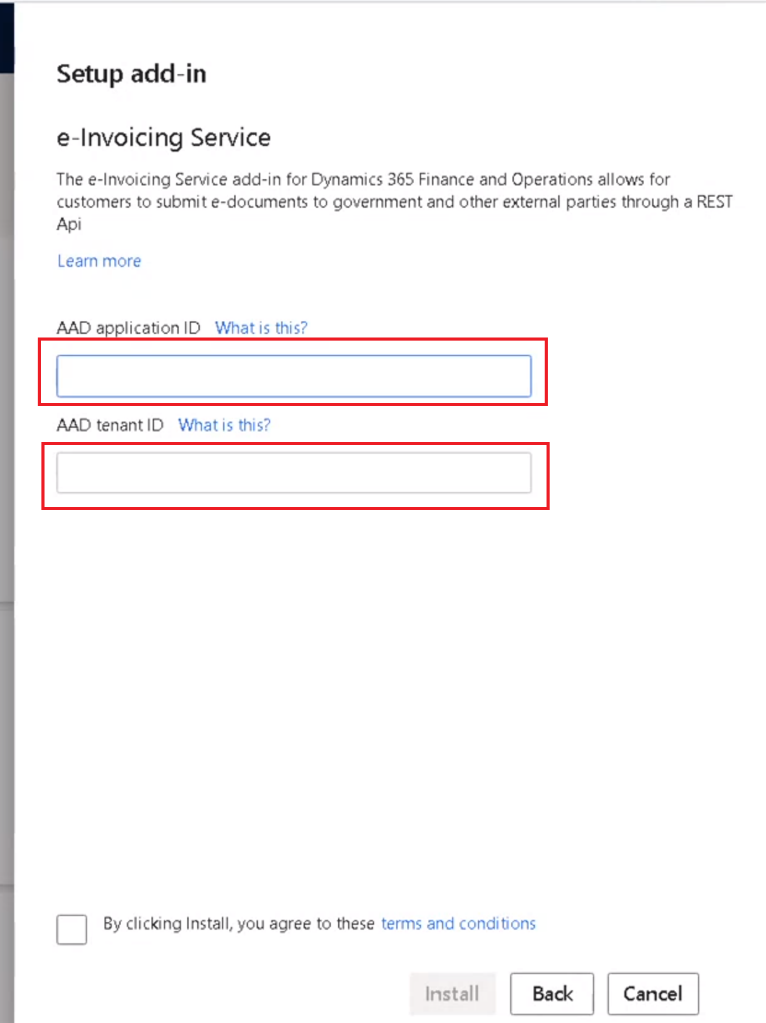 Setup add-in
e-Invoicing Service
The e-Invoicing Service add-in for Dynamics 365 Finance and Operations allows for
customers to submit e-documents to government and other external parties through a REST
Api
Learn more
AAD application ID What is this?
AAD tenant ID What is this?
By clicking Install, you agree to these terms and conditions
Install Back Cancel